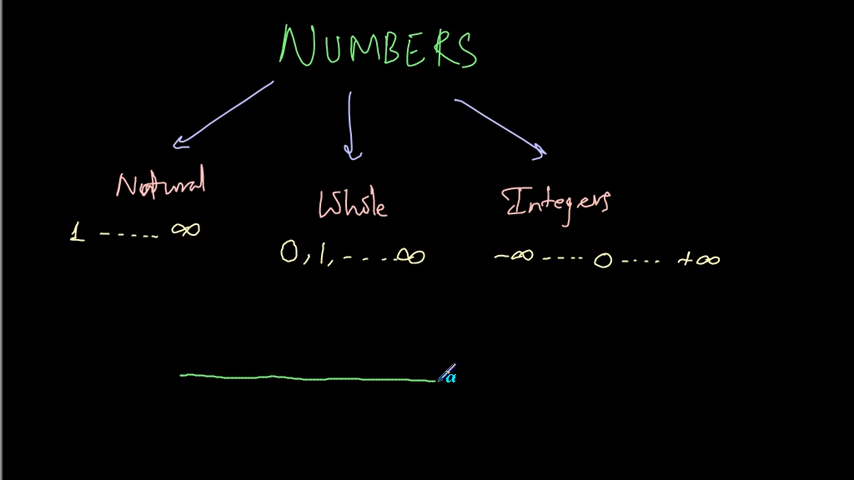 NUMBERS
Natural
Whole
Integers
1 ..... ∞
0, 1, .... ∞
-∞ .... 0 .... +∞
a